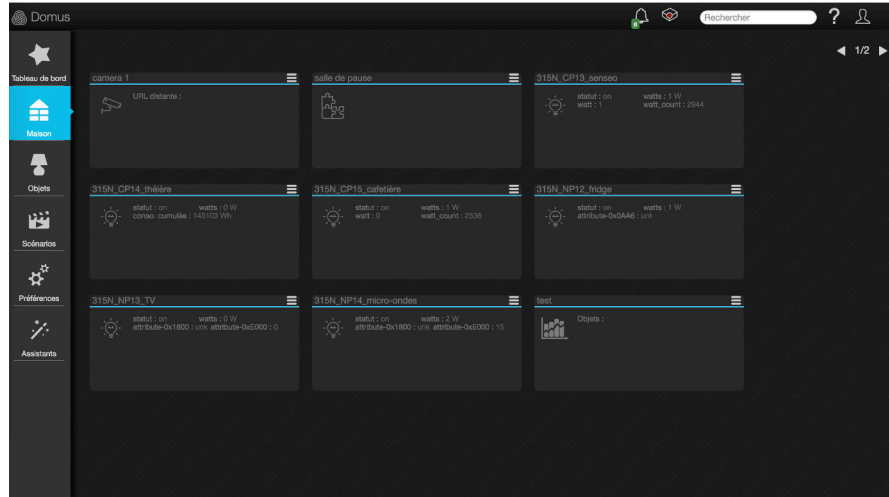 Domus
0
Rechercher
?
1/2
Tableau de bord
Maison
Objets
Scénarios
Préférences
Assistants
camera 1
URL distante :
salle de pause
315N_CP13_senseo
statut : on watts : 1 W
watt : 1 watt_count : 2944
315N_CP14_théière
statut : on watts : 0 W
conso. cumulée : 143103 Wh
315N_CP15_cafetière
statut : on watts : 1 W
watt : 0 watt_count : 2536
315N_NP12_fridge
statut : on watts : 1 W
attribute-0x0AA6 : unk
315N_NP13_TV
statut : on watts : 0 W
attribute-0x1800 : unk attribute-0xE000 : 0
315N_NP14_micro-ondes
statut : on watts : 2 W
attribute-0x1800 : unk attribute-0xE000 : 15
test
Objets :